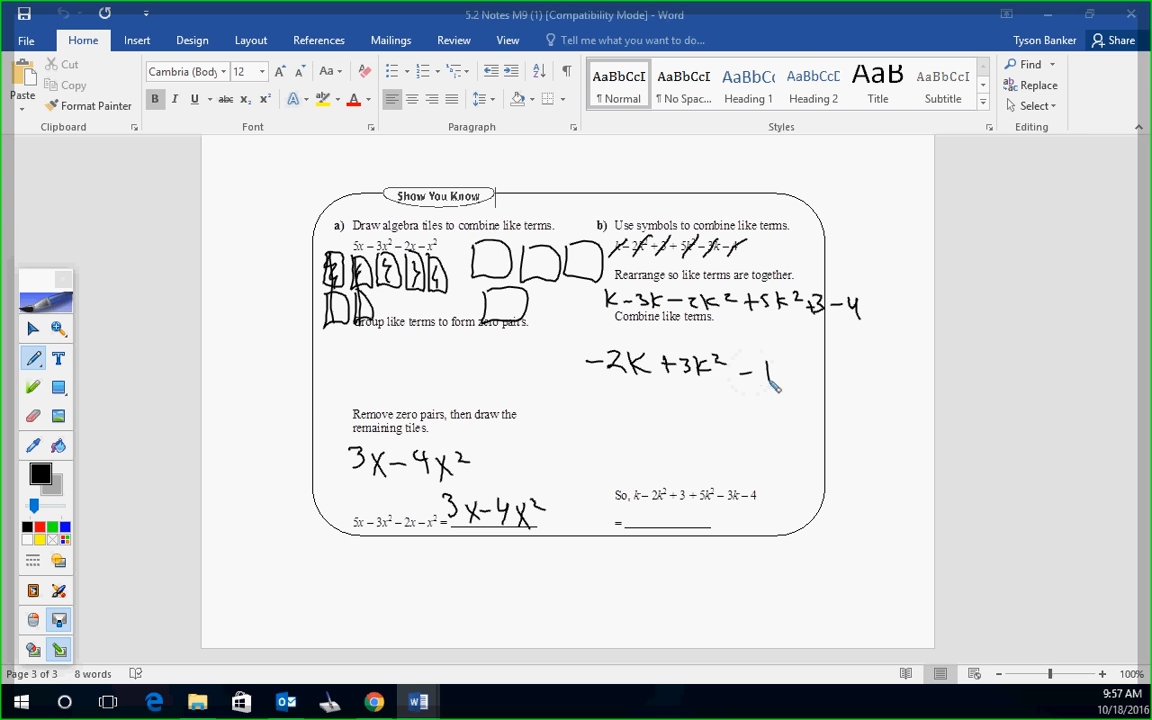 5.2 Notes M9 (1) [Compatibility Mode] - Word
File Home Insert Design Layout References Mailings Review View Tell me what you want to do... Tyson Banker Share
Paste Cut Copy Format Painter
Cambria (Body 12
Aa
B I U abc x₂ x² A A
AaBbCcI AaBbCcI AaBbCc AaBbCcI AaB AaBbCcI
¶ Normal ¶ No Spac... Heading 1 Heading 2 Title Subtitle
Find Replace Select
Clipboard Font Paragraph Styles Editing
Show You Know
a) Draw algebra tiles to combine like terms.
5x – 3x² – 2x – x²
Group like terms to form zero pairs.
Remove zero pairs, then draw the
remaining tiles.
3x – 4x²
5x – 3x² – 2x – x² = 3x – 4x²
b) Use symbols to combine like terms.
k – 2k² + 3 + 5k² – 3k – 4
Rearrange so like terms are together.
k – 3k – 2k² + 5k² + 3 – 4
Combine like terms.
-2k + 3k² - 1
So, k – 2k² + 3 + 5k² – 3k – 4
= ________
Page 3 of 3 8 words 100%
9:57 AM
10/18/2016